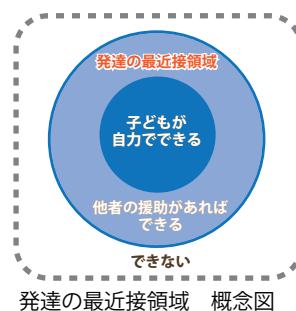 発達の最近接領域
子どもが
自力でできる
他者の援助があれば
できる
できない
発達の最近接領域　概念図